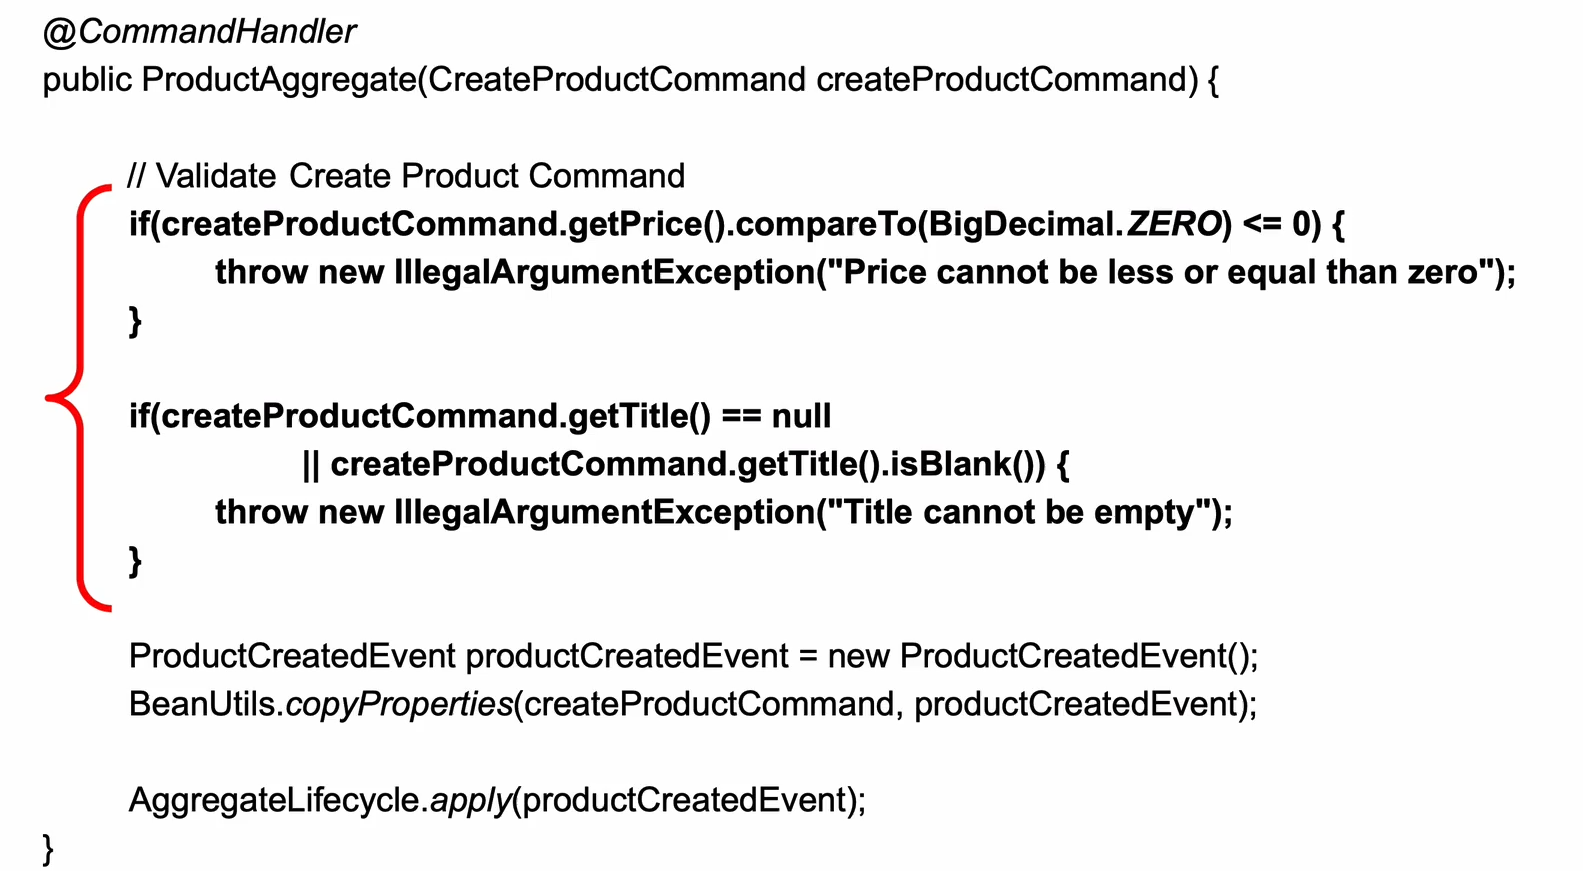 @CommandHandler
public ProductAggregate(CreateProductCommand createProductCommand) {
// Validate Create Product Command
if(createProductCommand.getPrice().compareTo(BigDecimal.ZERO) <= 0) {
throw new IllegalArgumentException("Price cannot be less or equal than zero");
}
if(createProductCommand.getTitle() == null
|| createProductCommand.getTitle().isBlank()) {
throw new IllegalArgumentException("Title cannot be empty");
}
ProductCreatedEvent productCreatedEvent = new ProductCreatedEvent();
BeanUtils.copyProperties(createProductCommand, productCreatedEvent);
AggregateLifecycle.apply(productCreatedEvent);
}